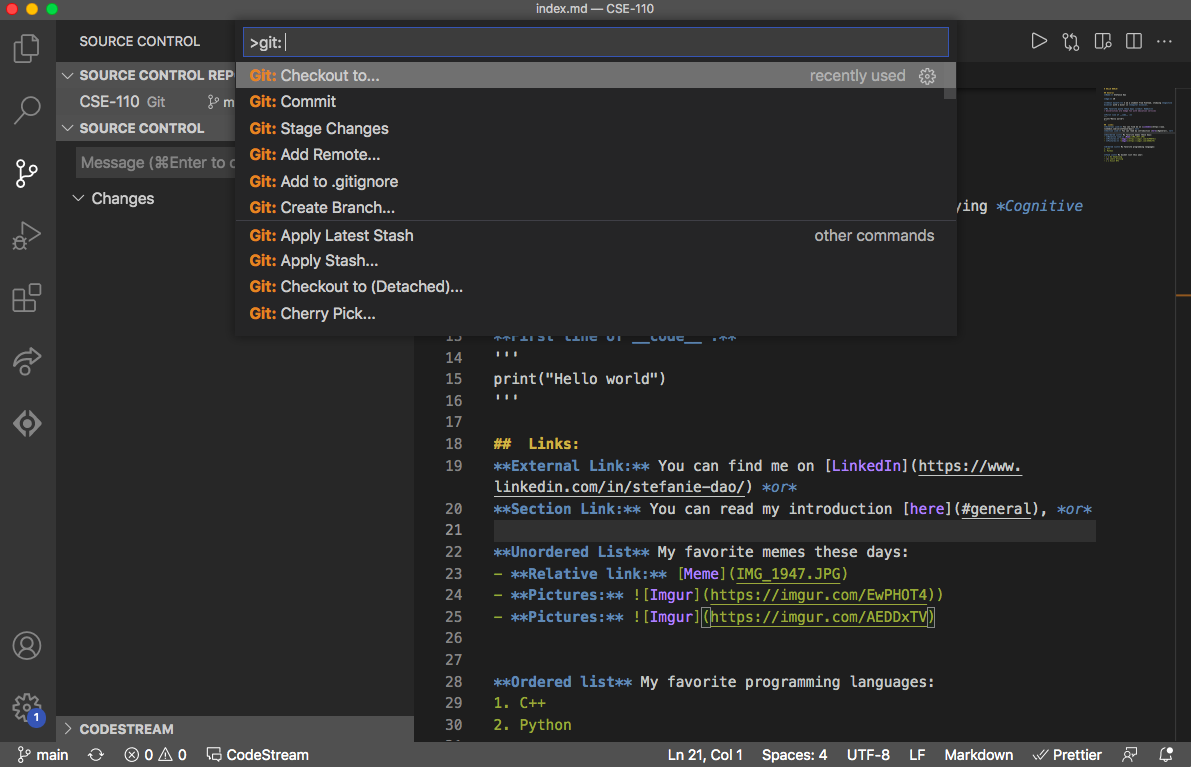 index.md — CSE-110
SOURCE CONTROL
>git:
SOURCE CONTROL REP
CSE-110 Git
SOURCE CONTROL
Message (⌘Enter to c
Changes
Git: Checkout to... recently used
Git: Commit
Git: Stage Changes
Git: Add Remote...
Git: Add to .gitignore
Git: Create Branch...
Git: Apply Latest Stash other commands
Git: Apply Stash...
Git: Checkout to (Detached)...
Git: Cherry Pick...
ying *Cognitive
13 **First line of __code__ :**
14 '''
15 print("Hello world")
16 '''
17
18 ##  Links:
19 **External Link:** You can find me on [LinkedIn](https://www.
linkedin.com/in/stefanie-dao/) *or*
20 **Section Link:** You can read my introduction [here](#general), *or*
21
22 **Unordered List** My favorite memes these days:
23 - **Relative link:** [Meme](IMG_1947.JPG)
24 - **Pictures:** ![Imgur](https://imgur.com/EwPHOT4))
25 - **Pictures:** ![Imgur](https://imgur.com/AEDDxTV)
26
27
28 **Ordered list** My favorite programming languages:
29 1. C++
30 2. Python
CODESTREAM
1
main 0 0 CodeStream Ln 21, Col 1 Spaces: 4 UTF-8 LF Markdown Prettier